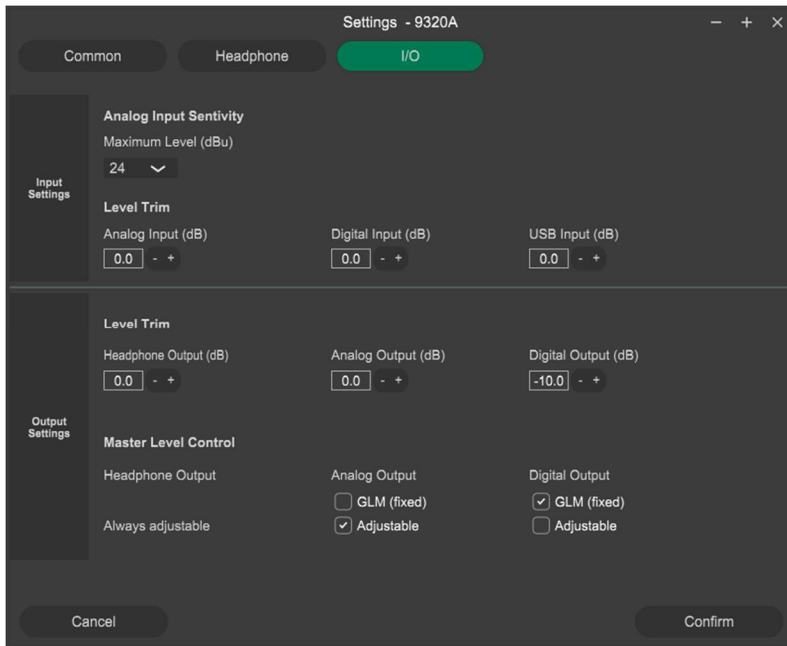 Settings - 9320A
Common Headphone I/O
Analog Input Sentivity
Maximum Level (dBu)
24
Input
Settings
Level Trim
Analog Input (dB) Digital Input (dB) USB Input (dB)
0.0 - + 0.0 - + 0.0 - +
Level Trim
Headphone Output (dB) Analog Output (dB) Digital Output (dB)
0.0 - + 0.0 - + -10.0 - +
Output
Settings
Master Level Control
Headphone Output Analog Output Digital Output
GLM (fixed) GLM (fixed)
Always adjustable Adjustable Adjustable
Cancel Confirm